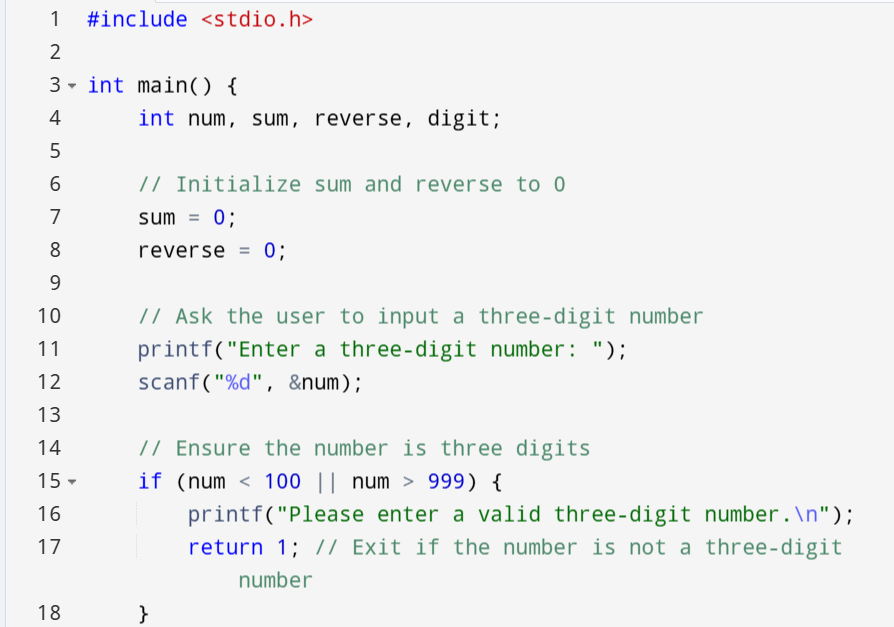 1 #include <stdio.h>
2
3 int main() {
4     int num, sum, reverse, digit;
5
6     // Initialize sum and reverse to 0
7     sum = 0;
8     reverse = 0;
9
10     // Ask the user to input a three-digit number
11     printf("Enter a three-digit number: ");
12     scanf("%d", &num);
13
14     // Ensure the number is three digits
15     if (num < 100 || num > 999) {
16         printf("Please enter a valid three-digit number.\n");
17         return 1; // Exit if the number is not a three-digit
            number
18     }